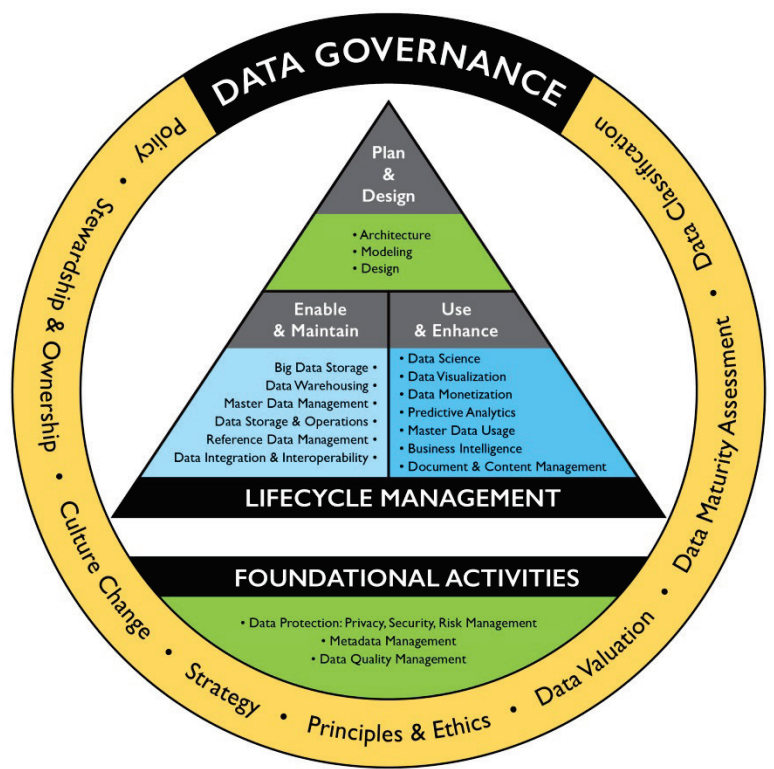 DATA GOVERNANCE
Policy • Stewardship & Ownership • Culture Change • Strategy • Principles & Ethics • Data Valuation • Data Maturity Assessment • Data Classification
Plan
&
Design
• Architecture
• Modeling
• Design
Enable
& Maintain
Big Data Storage •
Data Warehousing •
Master Data Management •
Data Storage & Operations •
Reference Data Management •
Data Integration & Interoperability •
Use
& Enhance
• Data Science
• Data Visualization
• Data Monetization
• Predictive Analytics
• Master Data Usage
• Business Intelligence
• Document & Content Management
LIFECYCLE MANAGEMENT
FOUNDATIONAL ACTIVITIES
• Data Protection: Privacy, Security, Risk Management
• Metadata Management
• Data Quality Management